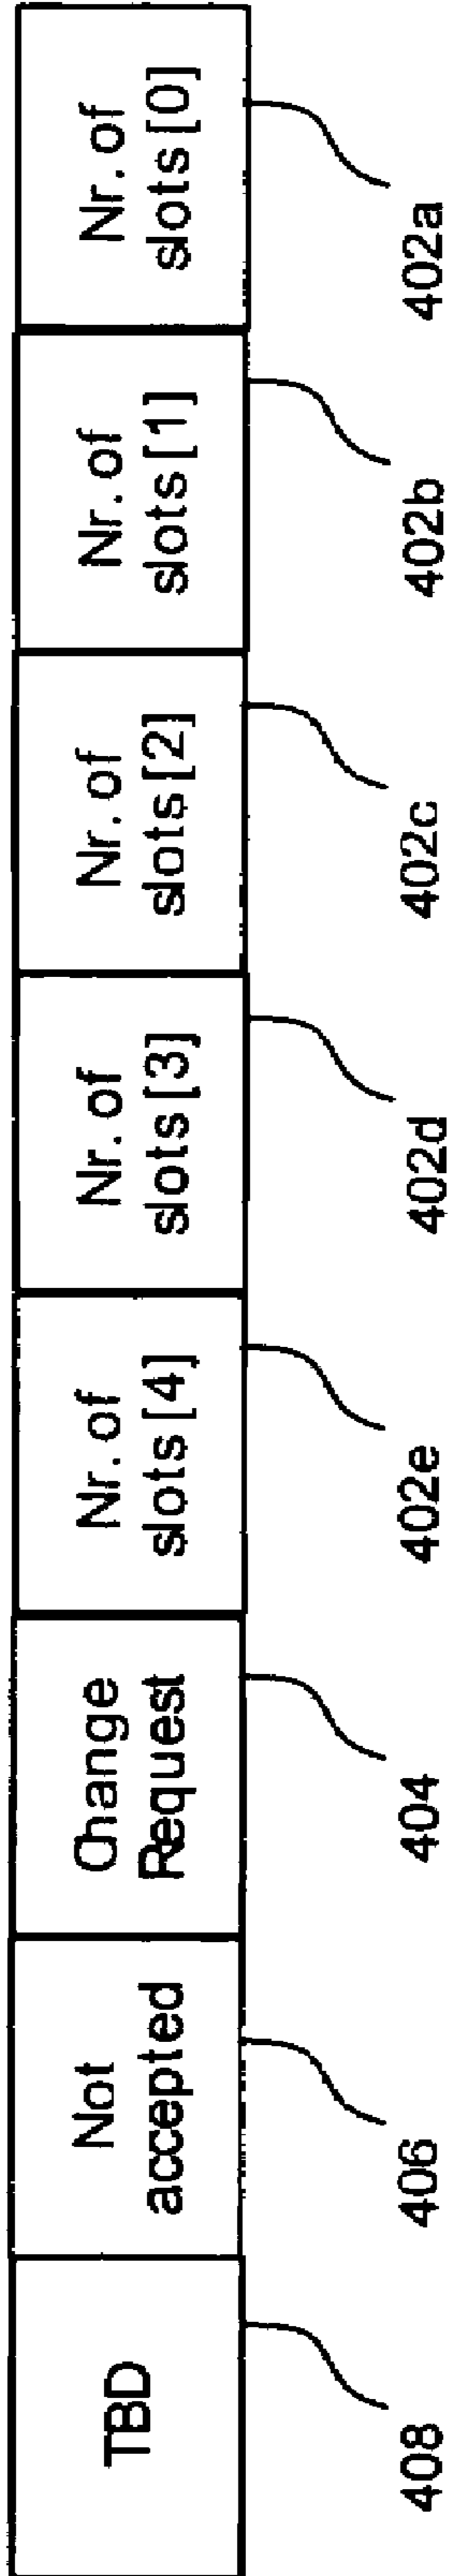 TBD
Not
accepted
Change
Request
Nr. of
slots [4]
Nr. of
slots [3]
Nr. of
slots [2]
Nr. of
slots [1]
Nr. of
slots [0]
408
406
404
402e
402d
402c
402b
402a